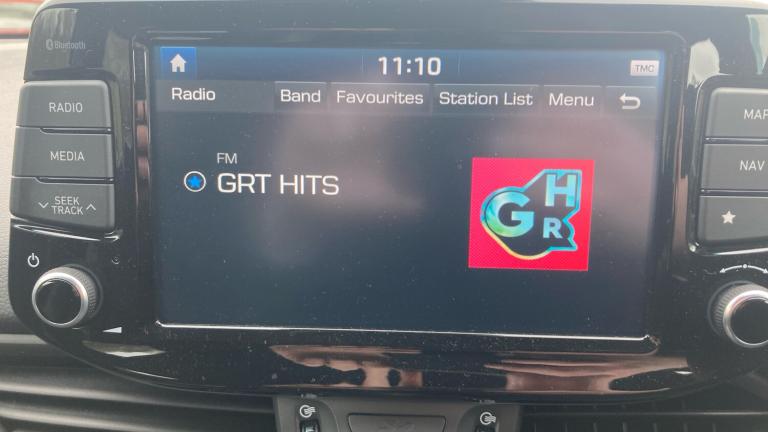 Bluetooth
11:10
TMC
Radio Band Favourites Station List Menu
RADIO
MEDIA
SEEK
TRACK
FM
GRT HITS
G H R
MAP
NAV